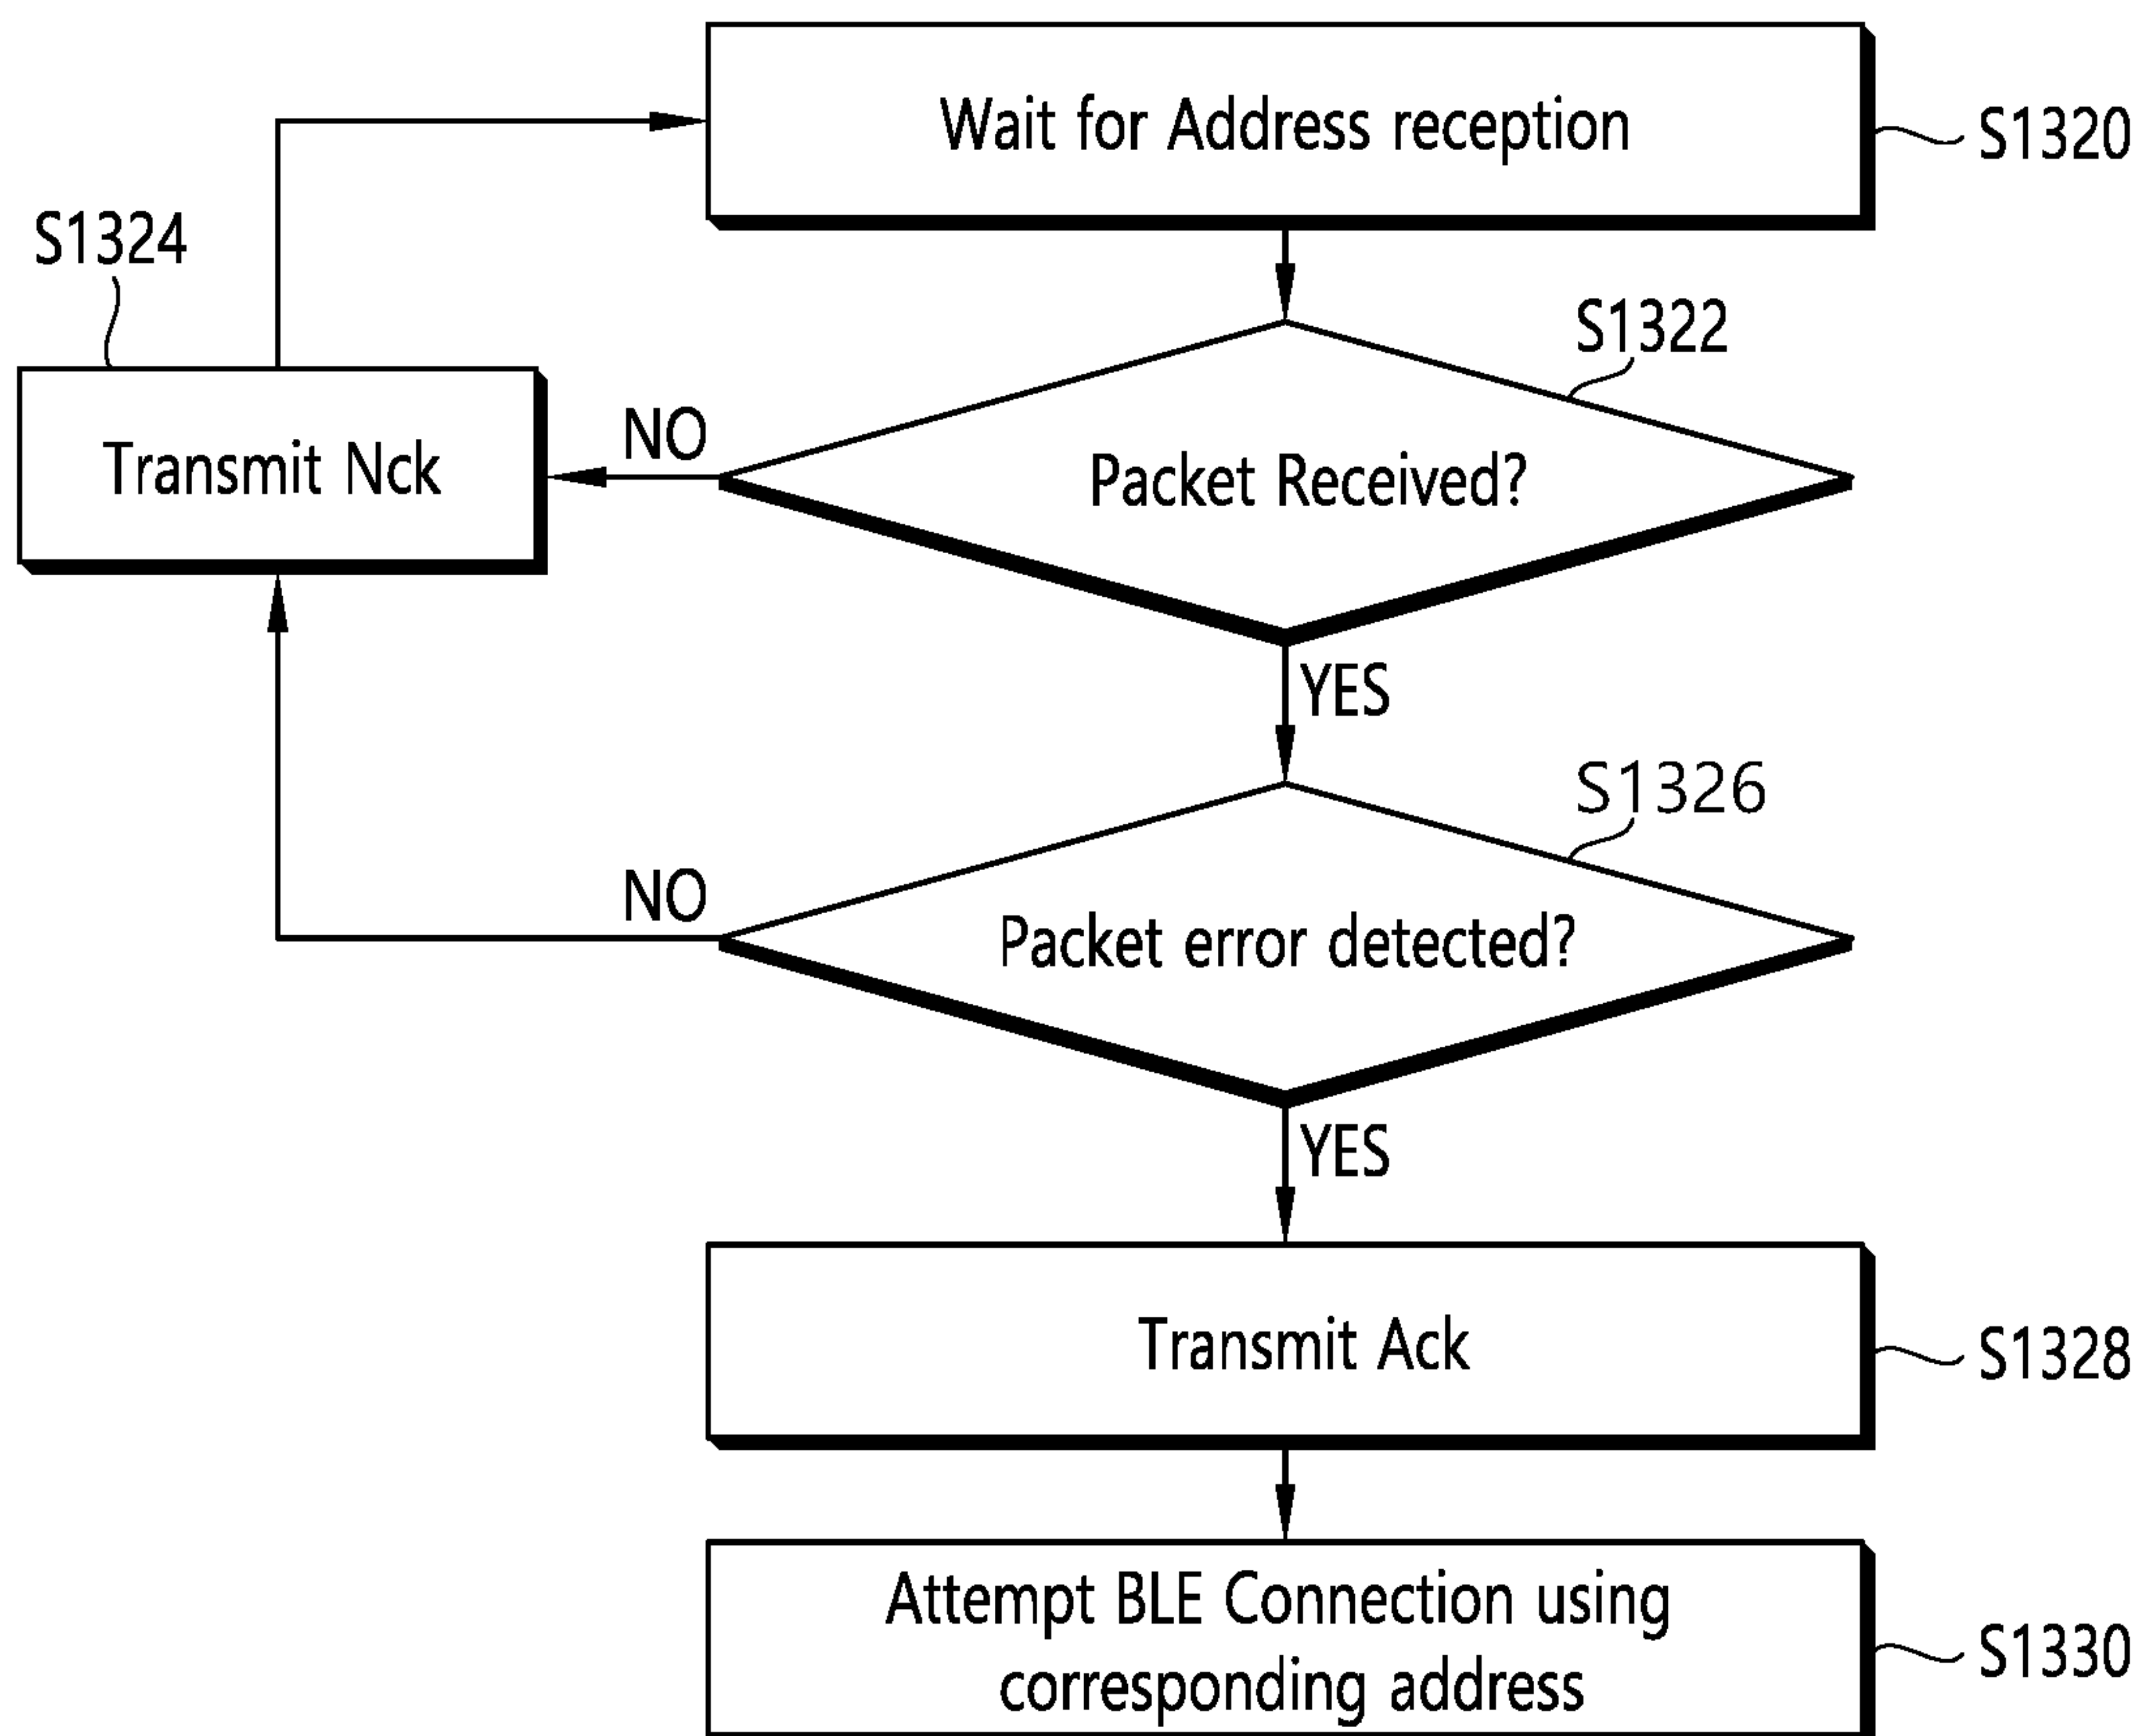 Wait for Address reception
S1320
S1324
S1322
Transmit Nck
NO
Packet Received?
YES
S1326
NO
Packet error detected?
YES
Transmit Ack
S1328
Attempt BLE Connection using
corresponding address
S1330